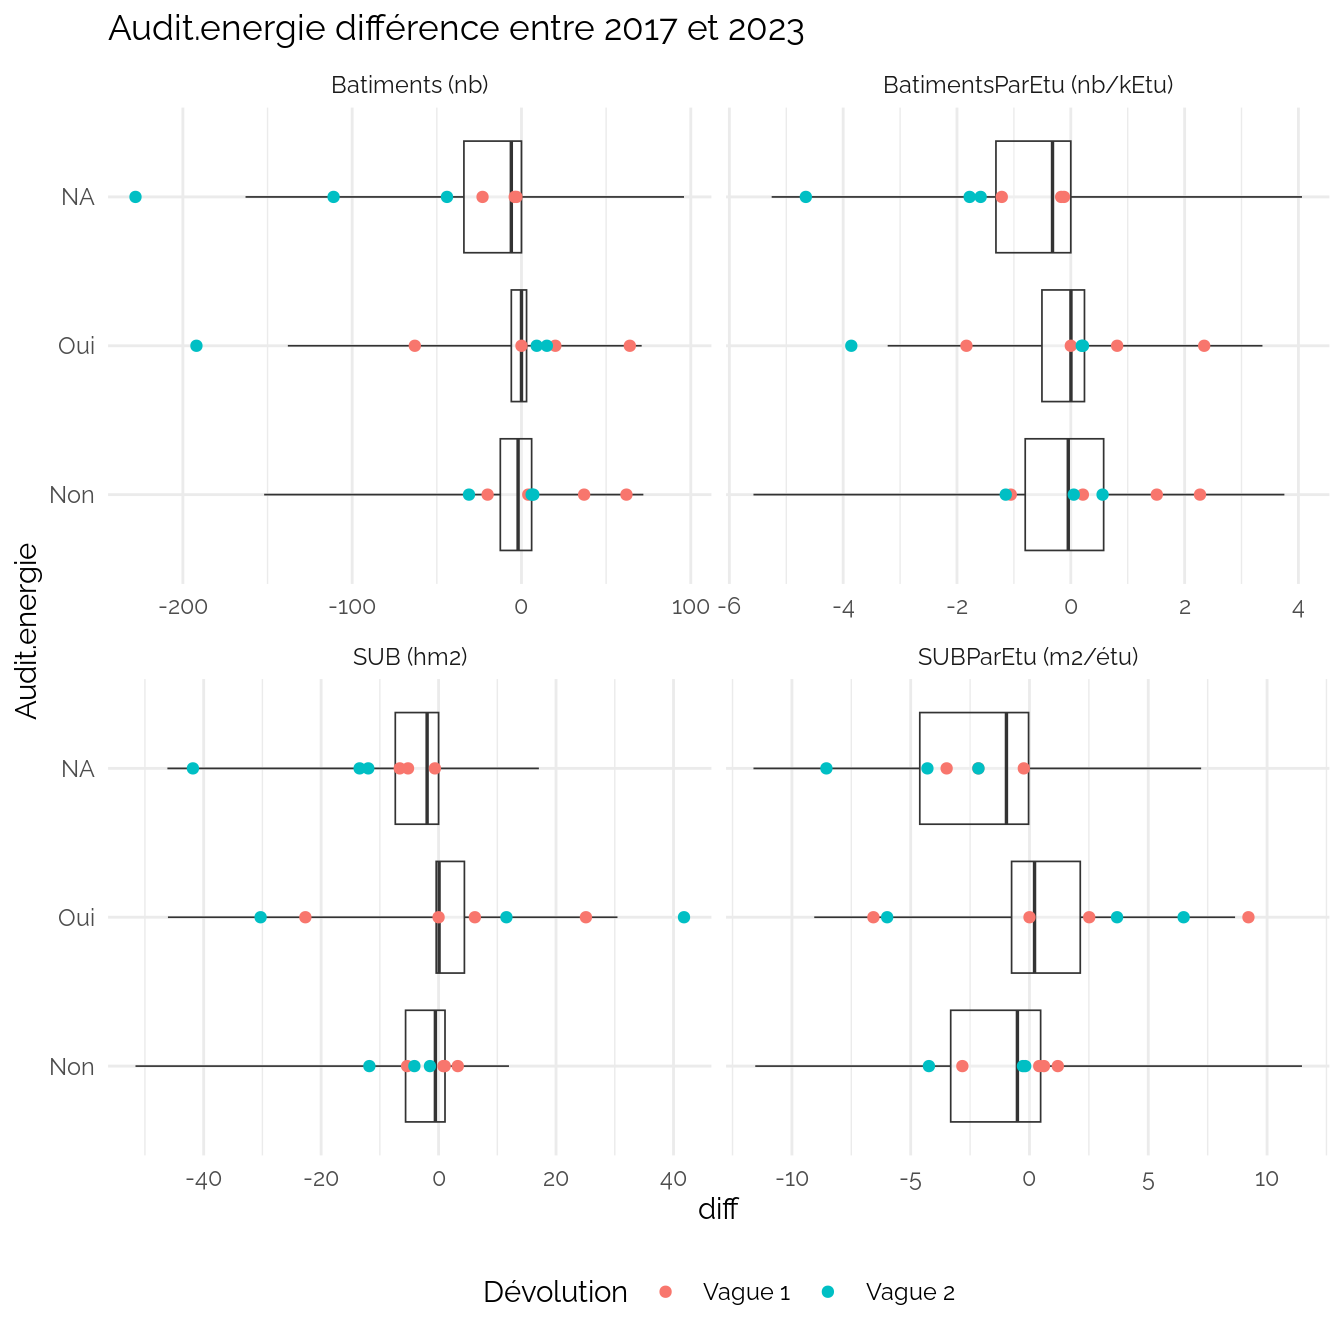 Audit.energie différence entre 2017 et 2023
Batiments (nb)
BatimentsParEtu (nb/kEtu)
NA
Oui
Non
-200 -100 0 100
-6 -4 -2 0 2 4
Audit.energie
SUB (hm2)
SUBParEtu (m2/étu)
NA
Oui
Non
-40 -20 0 20 40
-10 -5 0 5 10
diff
Dévolution Vague 1 Vague 2